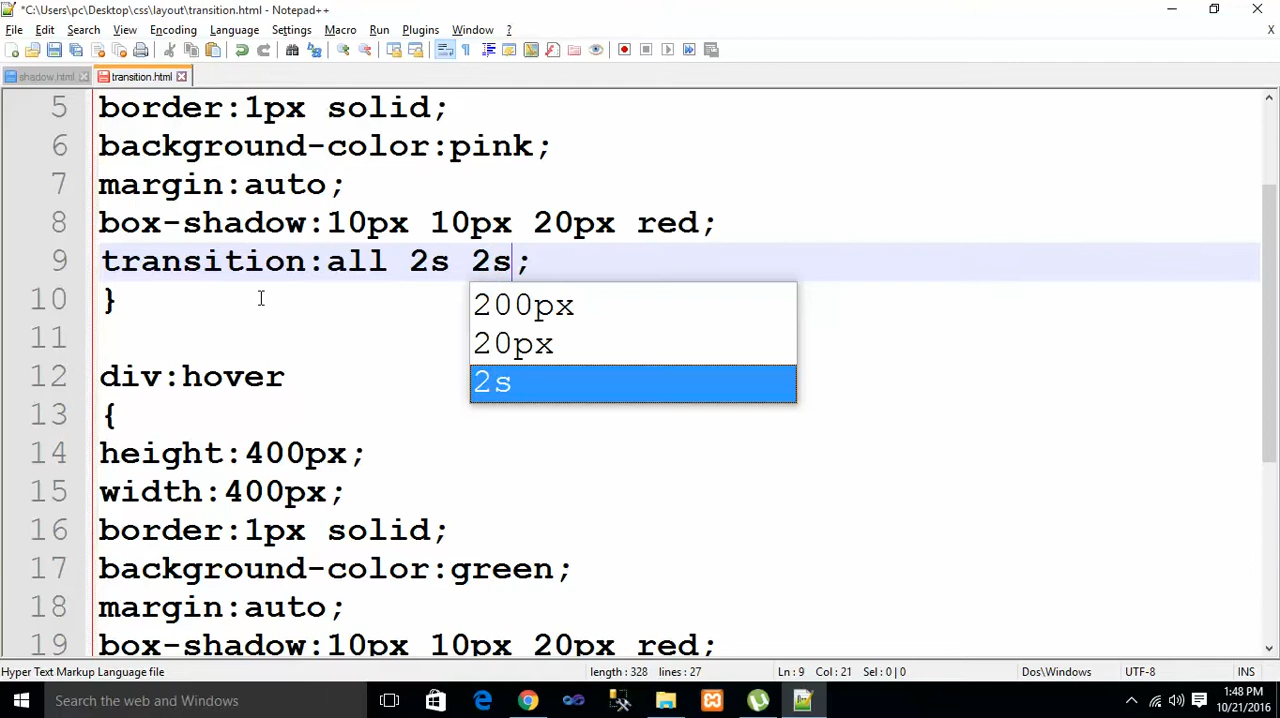 *C:\Users\pc\Desktop\css\layout\transition.html - Notepad++
File Edit Search View Encoding Language Settings Macro Run Plugins Window ? X
shadow.html transition.html
5 border:1px solid;
6 background-color:pink;
7 margin:auto;
8 box-shadow:10px 10px 20px red;
9 transition:all 2s 2s;
10 }
200px
11
20px
12 div:hover
2s
13 {
14 height:400px;
15 width:400px;
16 border:1px solid;
17 background-color:green;
18 margin:auto;
19 box-shadow:10px 10px 20px red;
Hyper Text Markup Language file length : 328 lines : 27 Ln : 9 Col : 21 Sel : 0 | 0 Dos\Windows UTF-8 INS
Search the web and Windows
1:48 PM
10/21/2016